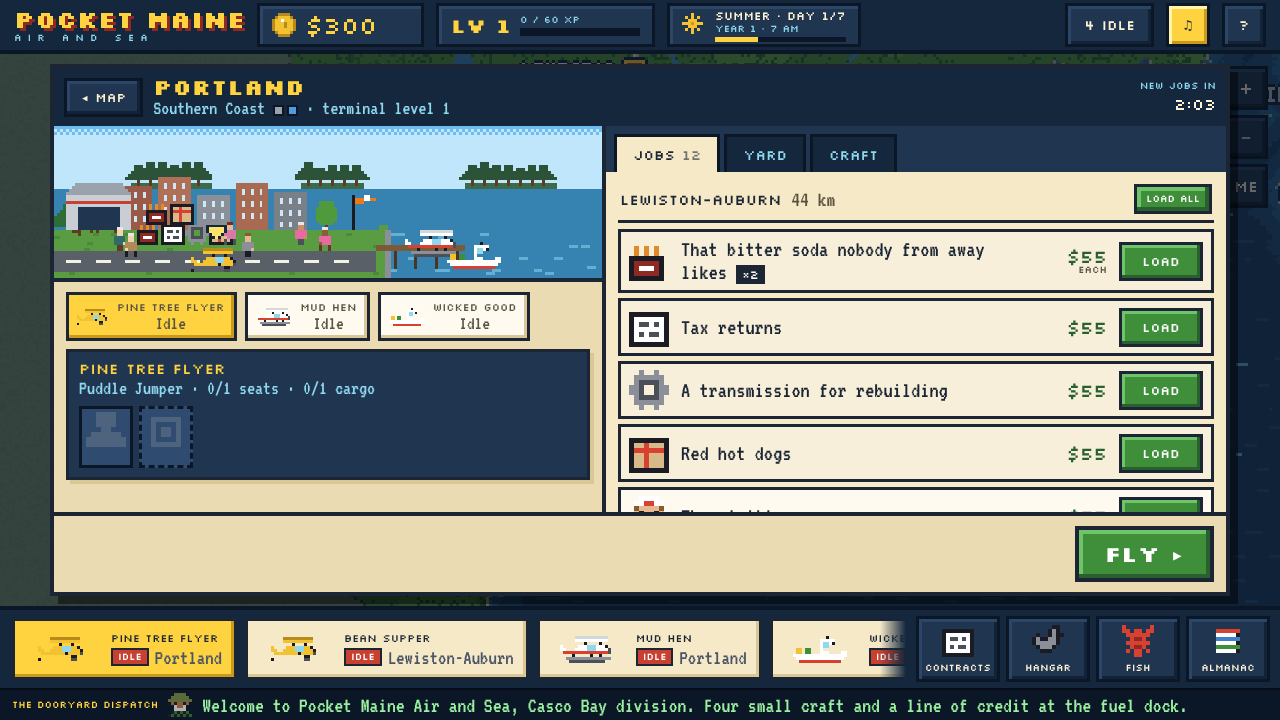 POCKET MAINE
AIR AND SEA
$300
LV 1
0 / 60 XP
SUMMER · DAY 1/7
YEAR 1 · 7 AM
4 IDLE
♫
?
◂ MAP
PORTLAND
Southern Coast · terminal level 1
NEW JOBS IN
2:03
+
−
ME
JOBS 12
YARD
CRAFT
LEWISTON-AUBURN 44 km
LOAD ALL
That bitter soda nobody from away
likes ×2
$55
EACH
LOAD
Tax returns
$55
LOAD
A transmission for rebuilding
$55
LOAD
Red hot dogs
$55
LOAD
PINE TREE FLYER
Idle
MUD HEN
Idle
WICKED GOOD
Idle
PINE TREE FLYER
Puddle Jumper · 0/1 seats · 0/1 cargo
FLY ▸
PINE TREE FLYER
IDLE Portland
BEAN SUPPER
IDLE Lewiston-Auburn
MUD HEN
IDLE Portland
WICKE
IDLE
CONTRACTS
HANGAR
FISH
ALMANAC
THE DOORYARD DISPATCH
Welcome to Pocket Maine Air and Sea, Casco Bay division. Four small craft and a line of credit at the fuel dock.